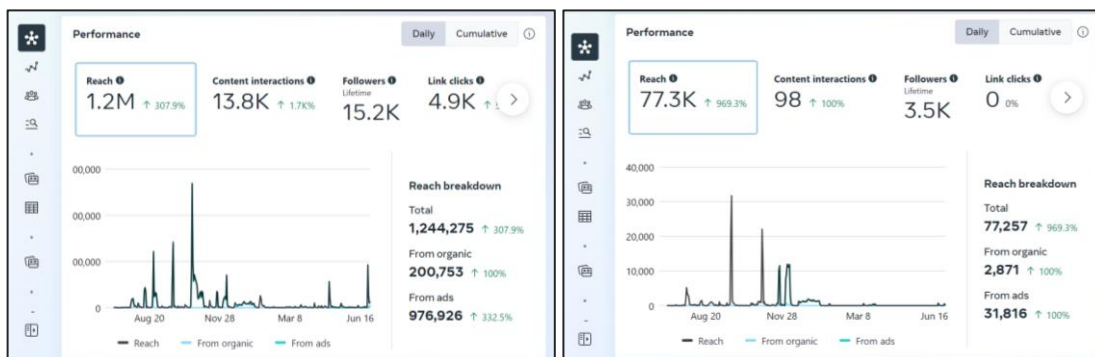 Performance
Daily
Cumulative
Reach
1.2M ↑ 307.9%
Content interactions
13.8K ↑ 1.7K%
Followers
Lifetime
15.2K
Link clicks
4.9K ↑
00,000
00,000
00,000
0
Aug 20
Nov 28
Mar 8
Jun 16
Reach
From organic
From ads
Reach breakdown
Total
1,244,275 ↑ 307.9%
From organic
200,753 ↑ 100%
From ads
976,926 ↑ 332.5%
Performance
Daily
Cumulative
Reach
77.3K ↑ 969.3%
Content interactions
98 ↑ 100%
Followers
Lifetime
3.5K
Link clicks
0 0%
40,000
30,000
20,000
10,000
0
Aug 20
Nov 28
Mar 8
Jun 16
Reach
From organic
From ads
Reach breakdown
Total
77,257 ↑ 969.3%
From organic
2,871 ↑ 100%
From ads
31,816 ↑ 100%